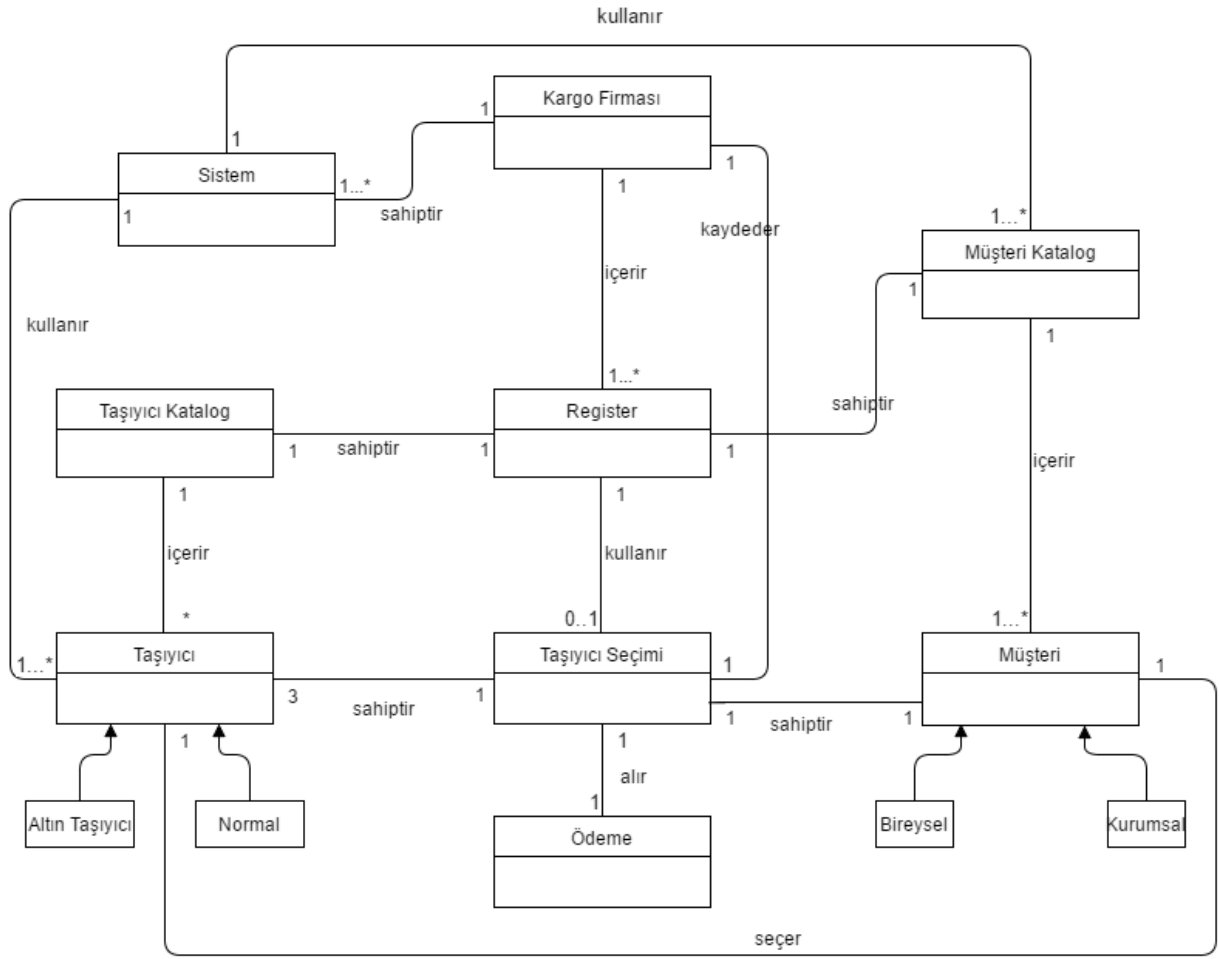 kullanır
Kargo Firması
1
1
Sistem
1
1...*
1
sahiptir
1
1
kaydeder
1...*
Müşteri Katalog
içerir
1
kullanır
1
1...*
Taşıyıcı Katalog
Register
sahiptir
1
sahiptir
1
1
içerir
1
1
içerir
kullanır
*
0..1
1...*
Taşıyıcı
Taşıyıcı Seçimi
Müşteri
1...*
1
1
3
sahiptir
1
1
sahiptir
1
1
1
alır
1
Altın Taşıyıcı
Normal
Ödeme
Bireysel
Kurumsal
seçer